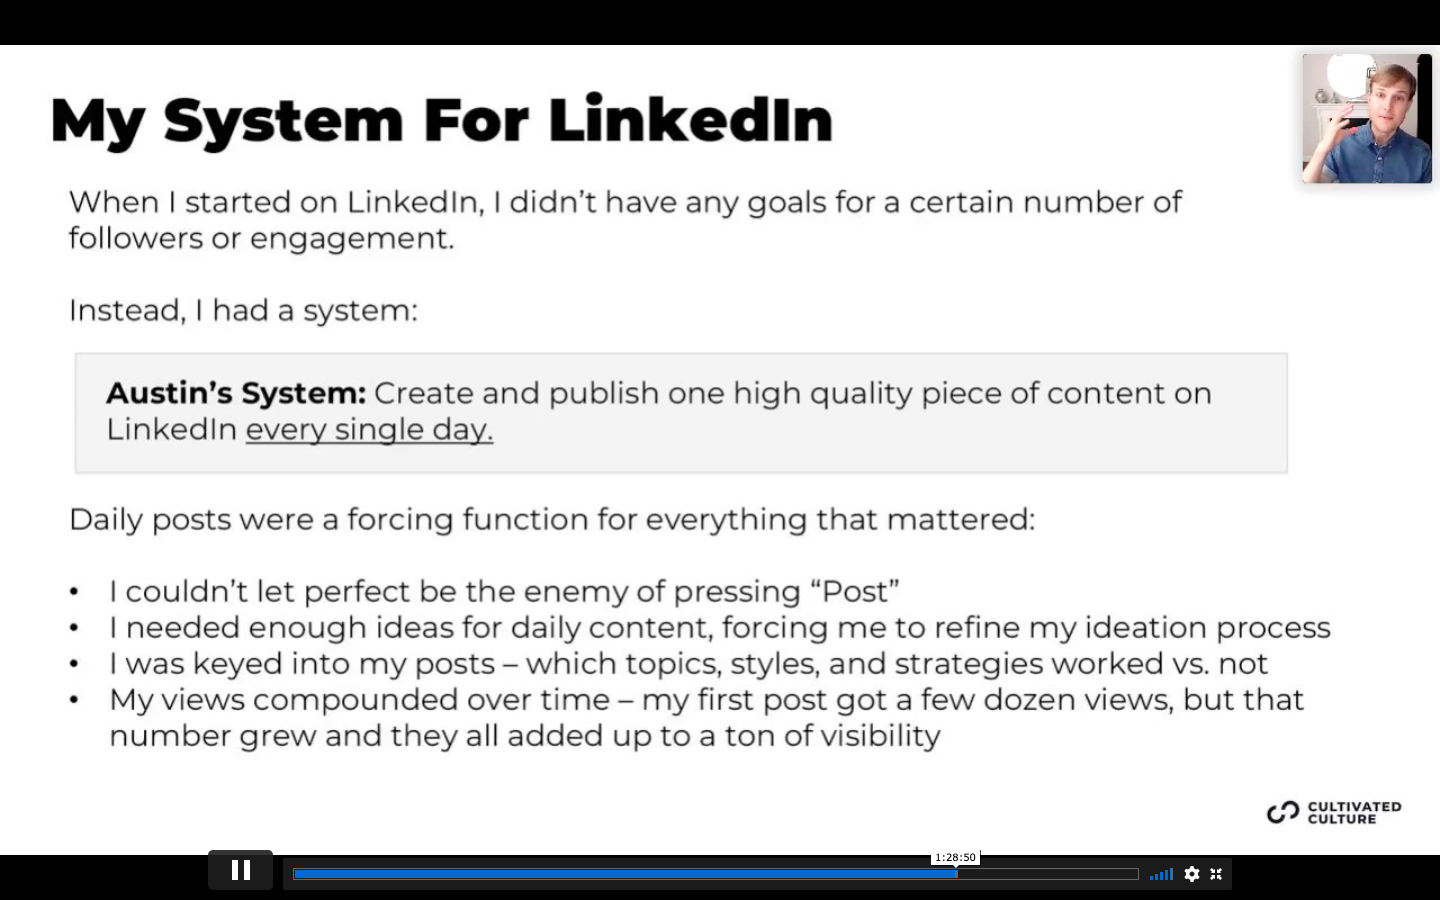 My System For LinkedIn
When I started on LinkedIn, I didn’t have any goals for a certain number of
followers or engagement.
Instead, I had a system:
Austin’s System: Create and publish one high quality piece of content on
LinkedIn every single day.
Daily posts were a forcing function for everything that mattered:
• I couldn’t let perfect be the enemy of pressing “Post”
• I needed enough ideas for daily content, forcing me to refine my ideation process
• I was keyed into my posts – which topics, styles, and strategies worked vs. not
• My views compounded over time – my first post got a few dozen views, but that
number grew and they all added up to a ton of visibility
CULTIVATED
CULTURE
1:28:50